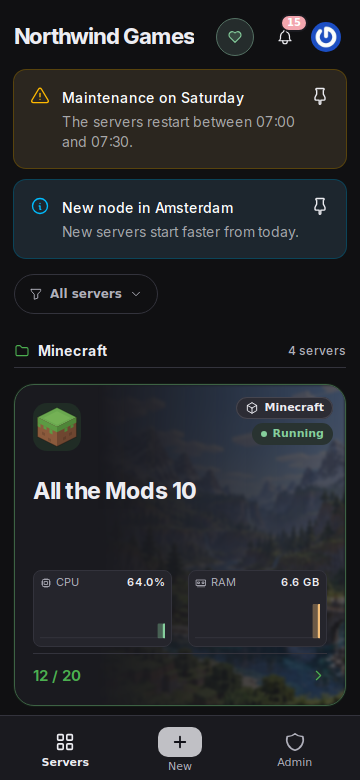 Northwind Games
15
Maintenance on Saturday
The servers restart between 07:00
and 07:30.
New node in Amsterdam
New servers start faster from today.
All servers
Minecraft
4 servers
Minecraft
Running
All the Mods 10
CPU
64.0%
RAM
6.6 GB
12 / 20
Servers
New
Admin